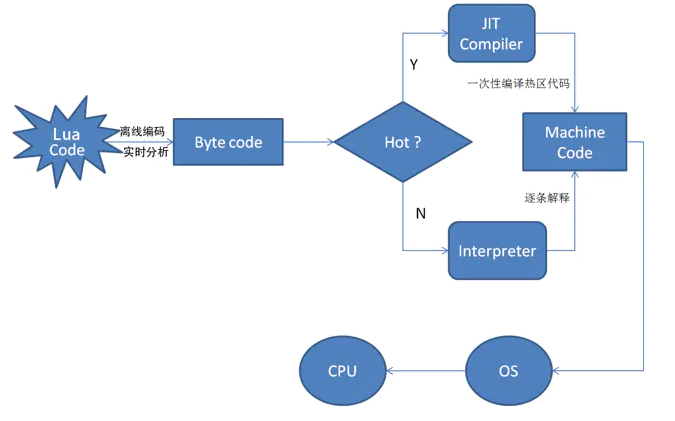 Lua
Code
离线编码
实时分析
Byte code
Hot ?
Y
JIT
Compiler
一次性编译热区代码
Machine
Code
N
Interpreter
逐条解释
CPU
OS